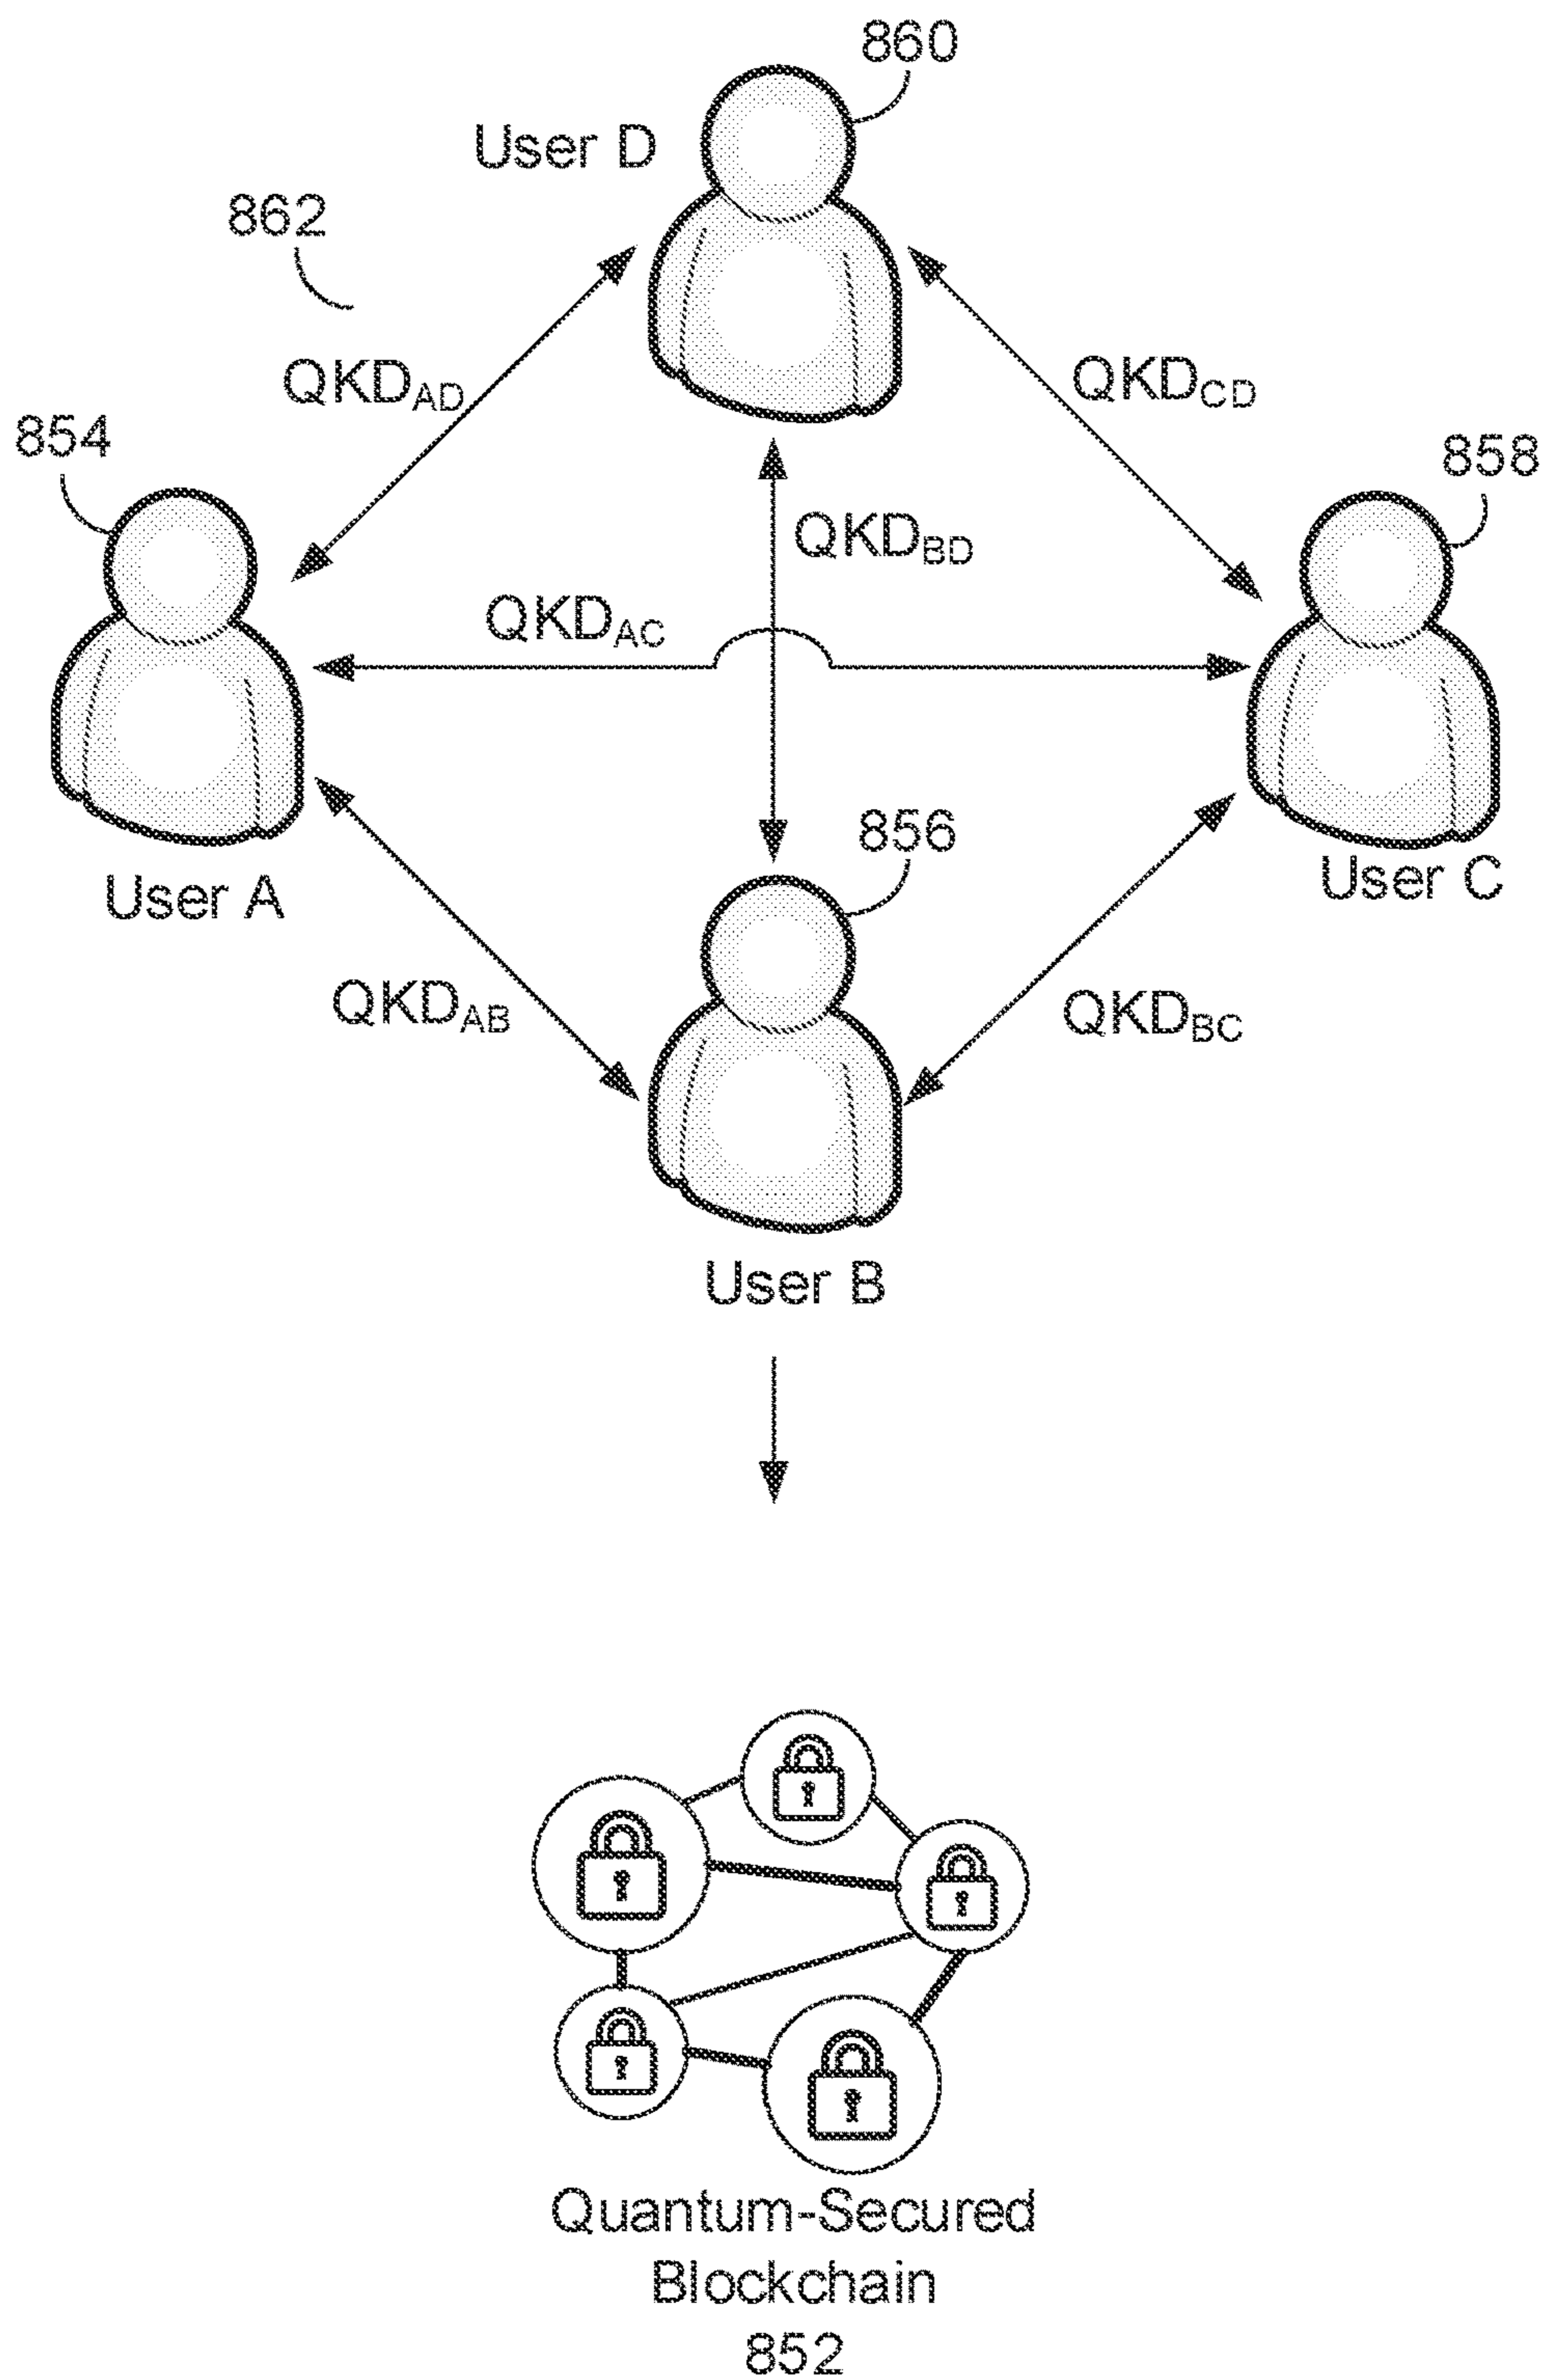 860
User D
862
QKDAD
QKDCD
854
858
QKDBD
QKDAC
856
User A
User C
QKDAB
QKDBC
User B
Quantum-Secured
Blockchain
852